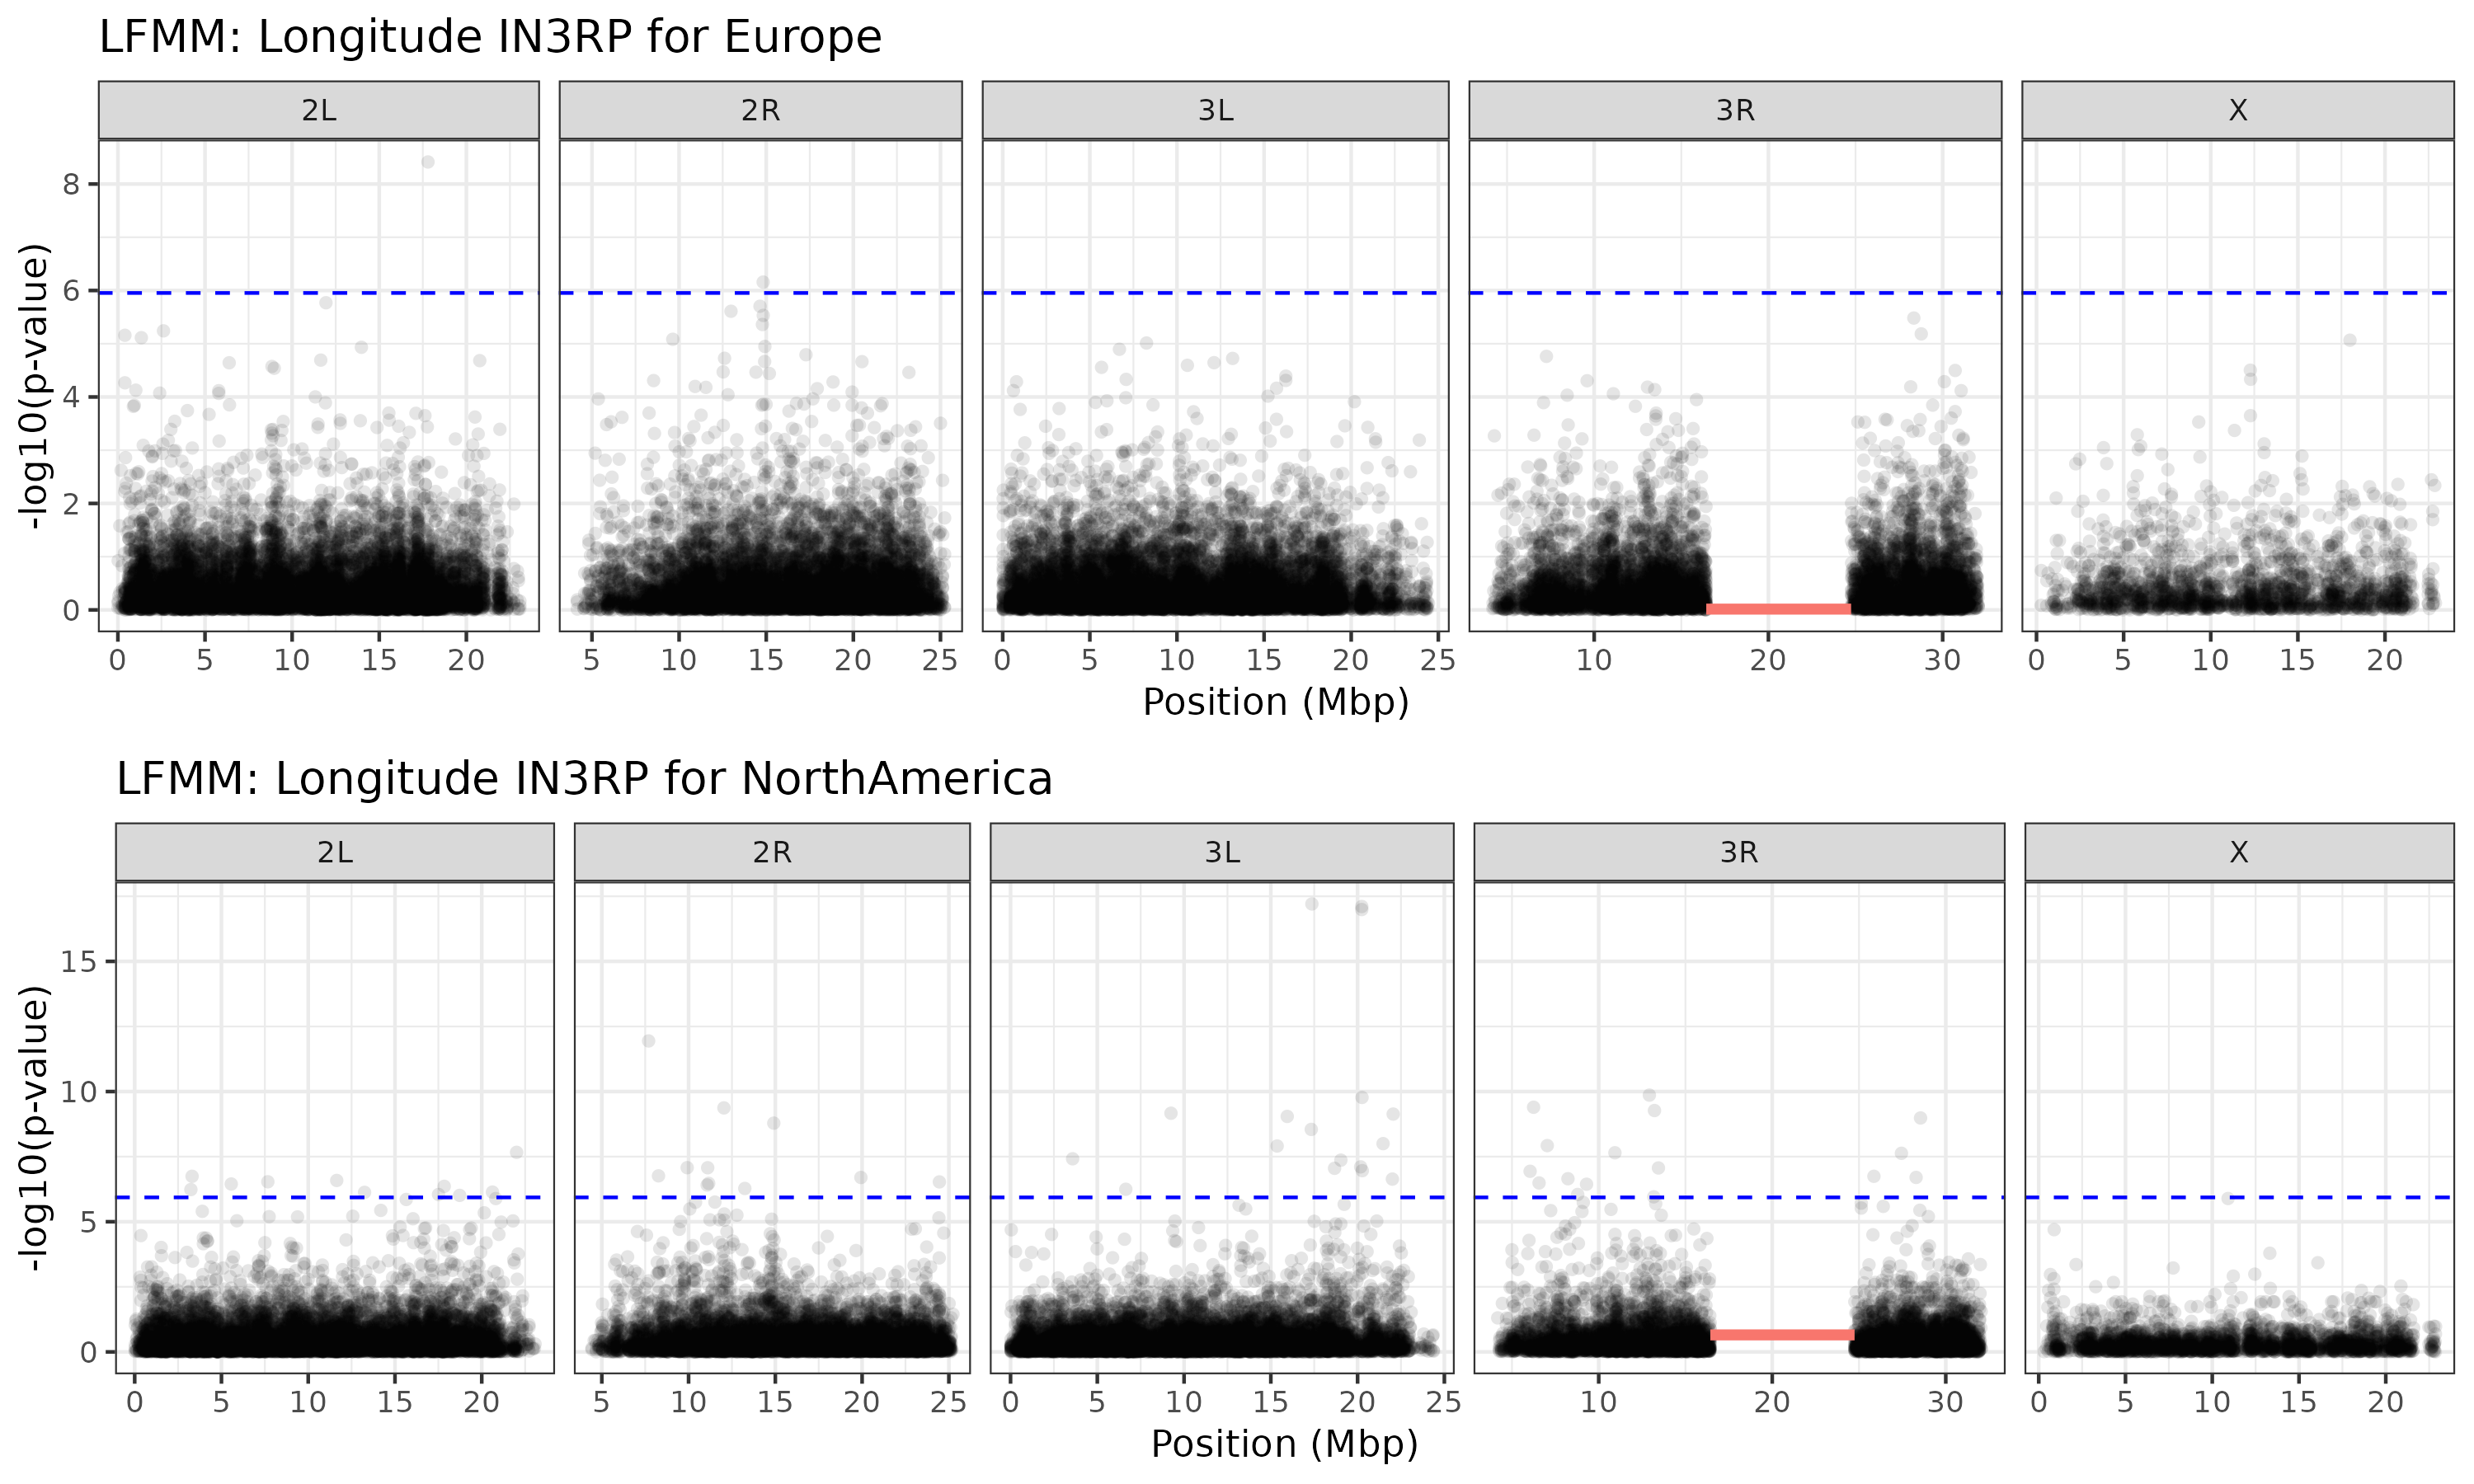 LFMM: Longitude IN3RP for Europe
2L 2R 3L 3R X
8
6
4
2
0
-log10(p-value)
0 5 10 15 20 5 10 15 20 25 0 5 10 15 20 25 10 20 30 0 5 10 15 20
Position (Mbp)
LFMM: Longitude IN3RP for NorthAmerica
2L 2R 3L 3R X
15
10
5
0
-log10(p-value)
0 5 10 15 20 5 10 15 20 25 0 5 10 15 20 25 10 20 30 0 5 10 15 20
Position (Mbp)